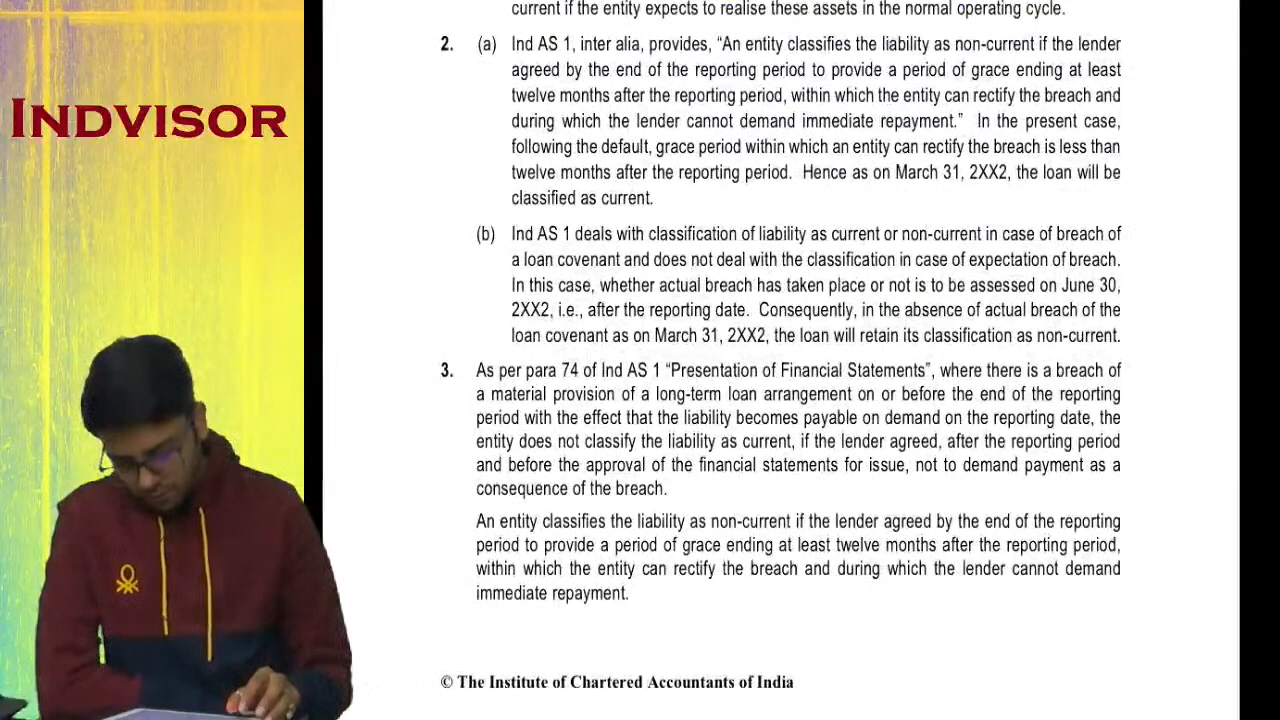 INDVISOR
current if the entity expects to realise these assets in the normal operating cycle.
2. (a) Ind AS 1, inter alia, provides, “An entity classifies the liability as non-current if the lender
agreed by the end of the reporting period to provide a period of grace ending at least
twelve months after the reporting period, within which the entity can rectify the breach and
during which the lender cannot demand immediate repayment.” In the present case,
following the default, grace period within which an entity can rectify the breach is less than
twelve months after the reporting period. Hence as on March 31, 2XX2, the loan will be
classified as current.
(b) Ind AS 1 deals with classification of liability as current or non-current in case of breach of
a loan covenant and does not deal with the classification in case of expectation of breach.
In this case, whether actual breach has taken place or not is to be assessed on June 30,
2XX2, i.e., after the reporting date. Consequently, in the absence of actual breach of the
loan covenant as on March 31, 2XX2, the loan will retain its classification as non-current.
3. As per para 74 of Ind AS 1 “Presentation of Financial Statements”, where there is a breach of
a material provision of a long-term loan arrangement on or before the end of the reporting
period with the effect that the liability becomes payable on demand on the reporting date, the
entity does not classify the liability as current, if the lender agreed, after the reporting period
and before the approval of the financial statements for issue, not to demand payment as a
consequence of the breach.
An entity classifies the liability as non-current if the lender agreed by the end of the reporting
period to provide a period of grace ending at least twelve months after the reporting period,
within which the entity can rectify the breach and during which the lender cannot demand
immediate repayment.
© The Institute of Chartered Accountants of India